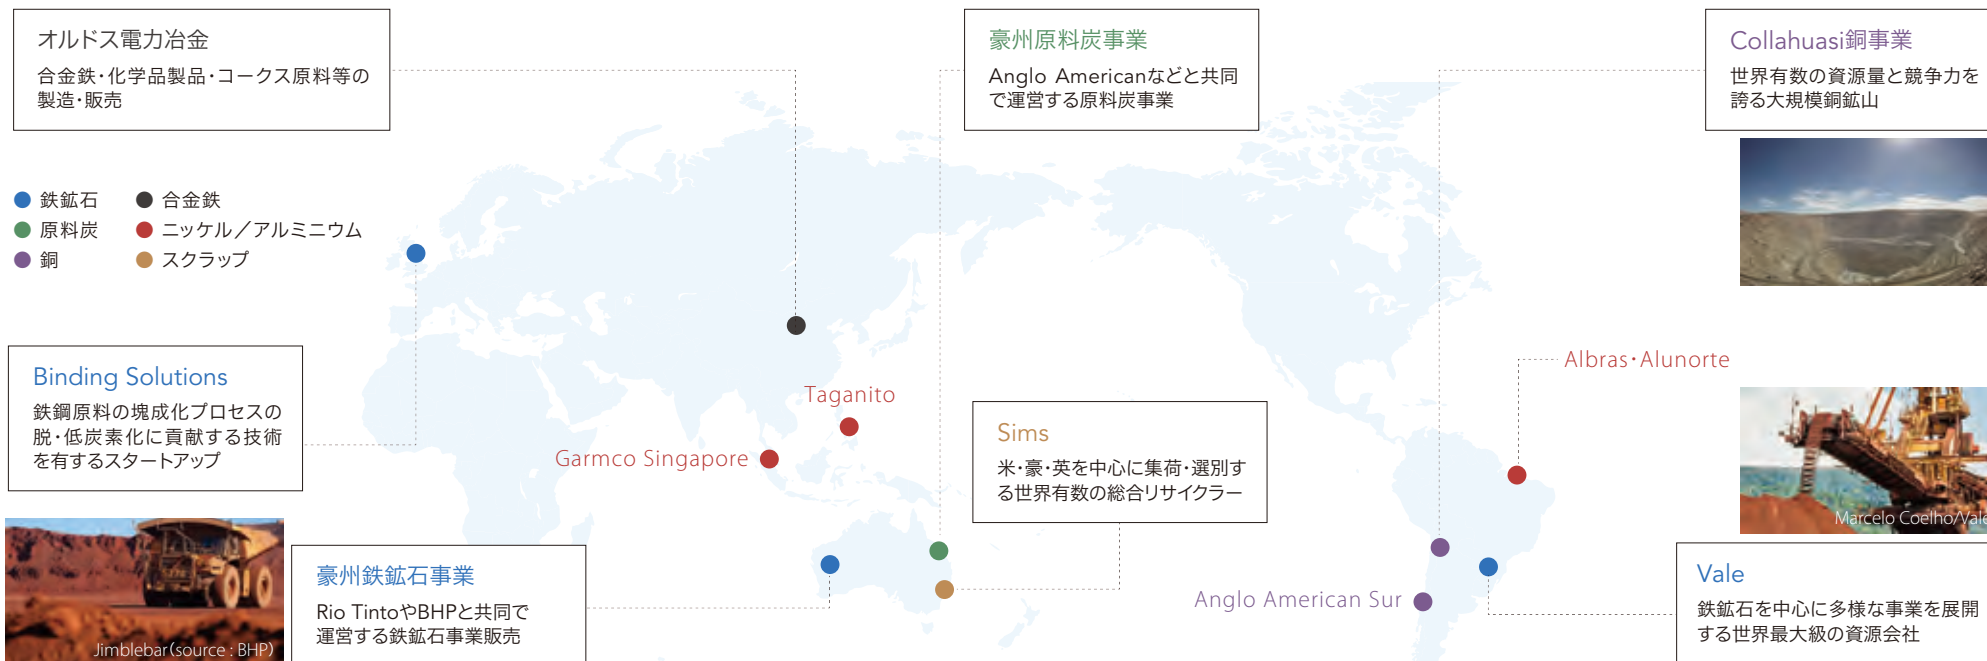 オルドス電力冶金
合金鉄・化学品製品・コークス原料等の
製造・販売
豪州原料炭事業
Anglo Americanなどと共同
で運営する原料炭事業
Collahuasi銅事業
世界有数の資源量と競争力を
誇る大規模銅鉱山
鉄鉱石
合金鉄
原料炭
ニッケル／アルミニウム
銅
スクラップ
Binding Solutions
鉄鋼原料の塊成化プロセスの
脱・低炭素化に貢献する技術
を有するスタートアップ
Taganito
Garmco Singapore
Sims
米・豪・英を中心に集荷・選別す
る世界有数の総合リサイクラー
Albras・Alunorte
Marcelo Coelho/Vale
Jimblebar(source : BHP)
豪州鉄鉱石事業
Rio TintoやBHPと共同で
運営する鉄鉱石事業販売
Anglo American Sur
Vale
鉄鉱石を中心に多様な事業を展開
する世界最大級の資源会社